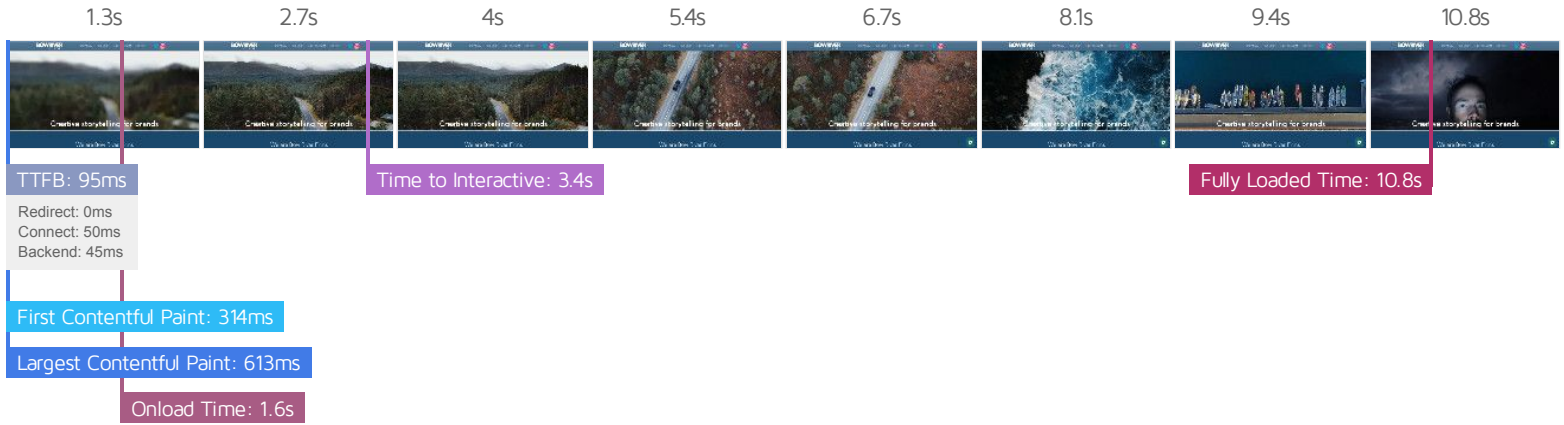 1.3s 2.7s 4s 5.4s 6.7s 8.1s 9.4s 10.8s
Creative storytelling for brands Creative storytelling for brands Creative storytelling for brands Creative storytelling for brands Creative storytelling for brands Creative storytelling for brands Creative storytelling for brands Creative storytelling for brands
TTFB: 95ms
Time to Interactive: 3.4s
Fully Loaded Time: 10.8s
Redirect: 0ms
Connect: 50ms
Backend: 45ms
First Contentful Paint: 314ms
Largest Contentful Paint: 613ms
Onload Time: 1.6s